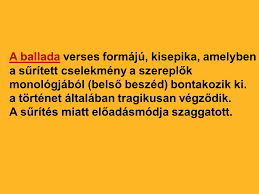 A ballada verses formájú, kisepika, amelyben
a sűrített cselekmény a szereplők
monológjából (belső beszéd) bontakozik ki.
a történet általában tragikusan végződik.
A sűrítés miatt előadásmódja szaggatott.